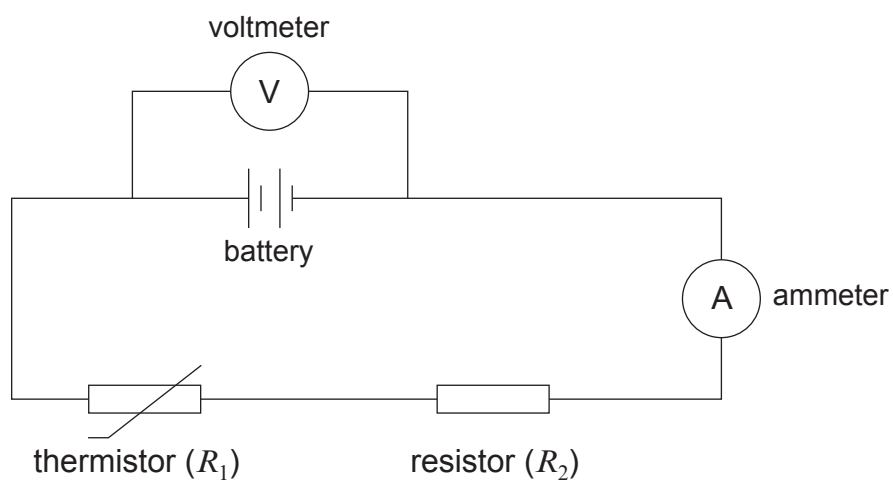 voltmeter
V
battery
A
ammeter
thermistor (R₁)
resistor (R₂)